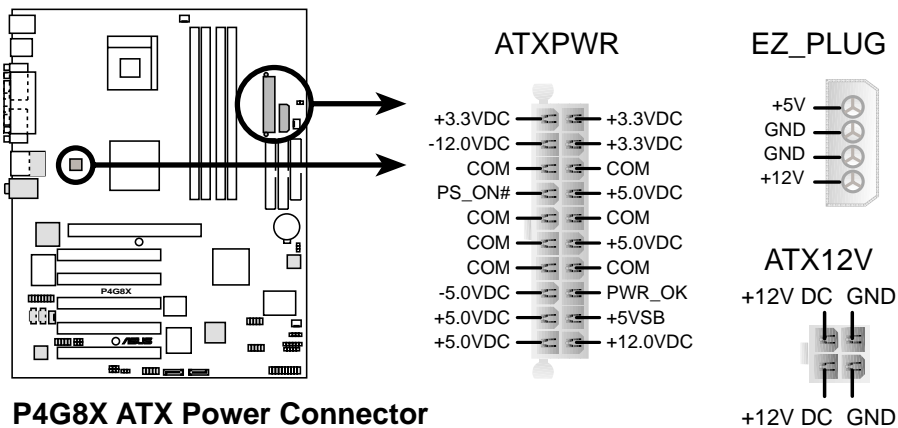 ATXPWR
+3.3VDC +3.3VDC
-12.0VDC +3.3VDC
COM COM
PS_ON# +5.0VDC
COM COM
COM +5.0VDC
COM COM
-5.0VDC PWR_OK
+5.0VDC +5VSB
+5.0VDC +12.0VDC
EZ_PLUG
+5V
GND
GND
+12V
ATX12V
+12V DC GND
+12V DC GND
P4G8X
ASUS
P4G8X ATX Power Connector